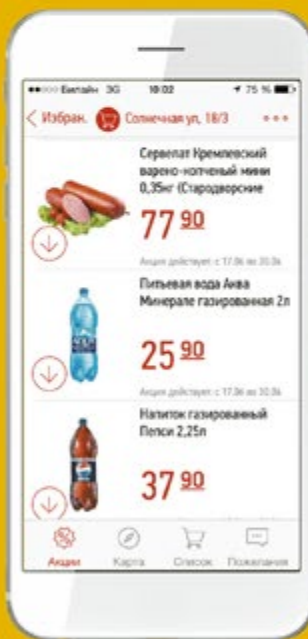 Билайн 3G 18:02 75 %
Избран. Солнечная ул, 18/3
Сервелат Кремлевский
варено-копченый мини
0,35кг (Стародворские
77 90
Акция действует: с 17.06 по 30.06
Питьевая вода Аква
Минерале газированная 2л
25 90
Акция действует: с 17.06 по 30.06
Напиток газированный
Пепси 2,25л
37 90
Акции Карта Список Пожелания